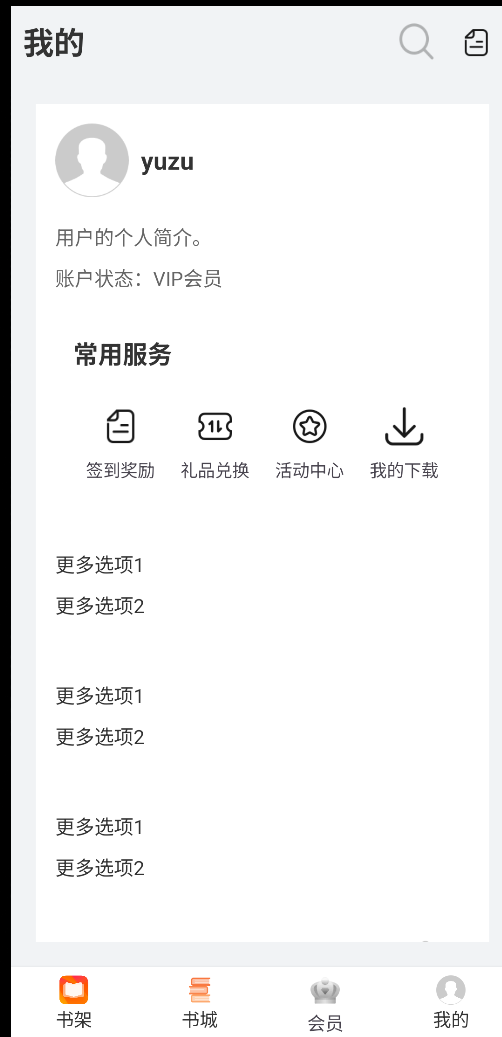 我的
yuzu
用户的个人简介。
账户状态：VIP会员
常用服务
签到奖励 礼品兑换 活动中心 我的下载
更多选项1
更多选项2
更多选项1
更多选项2
更多选项1
更多选项2
书架 书城 会员 我的